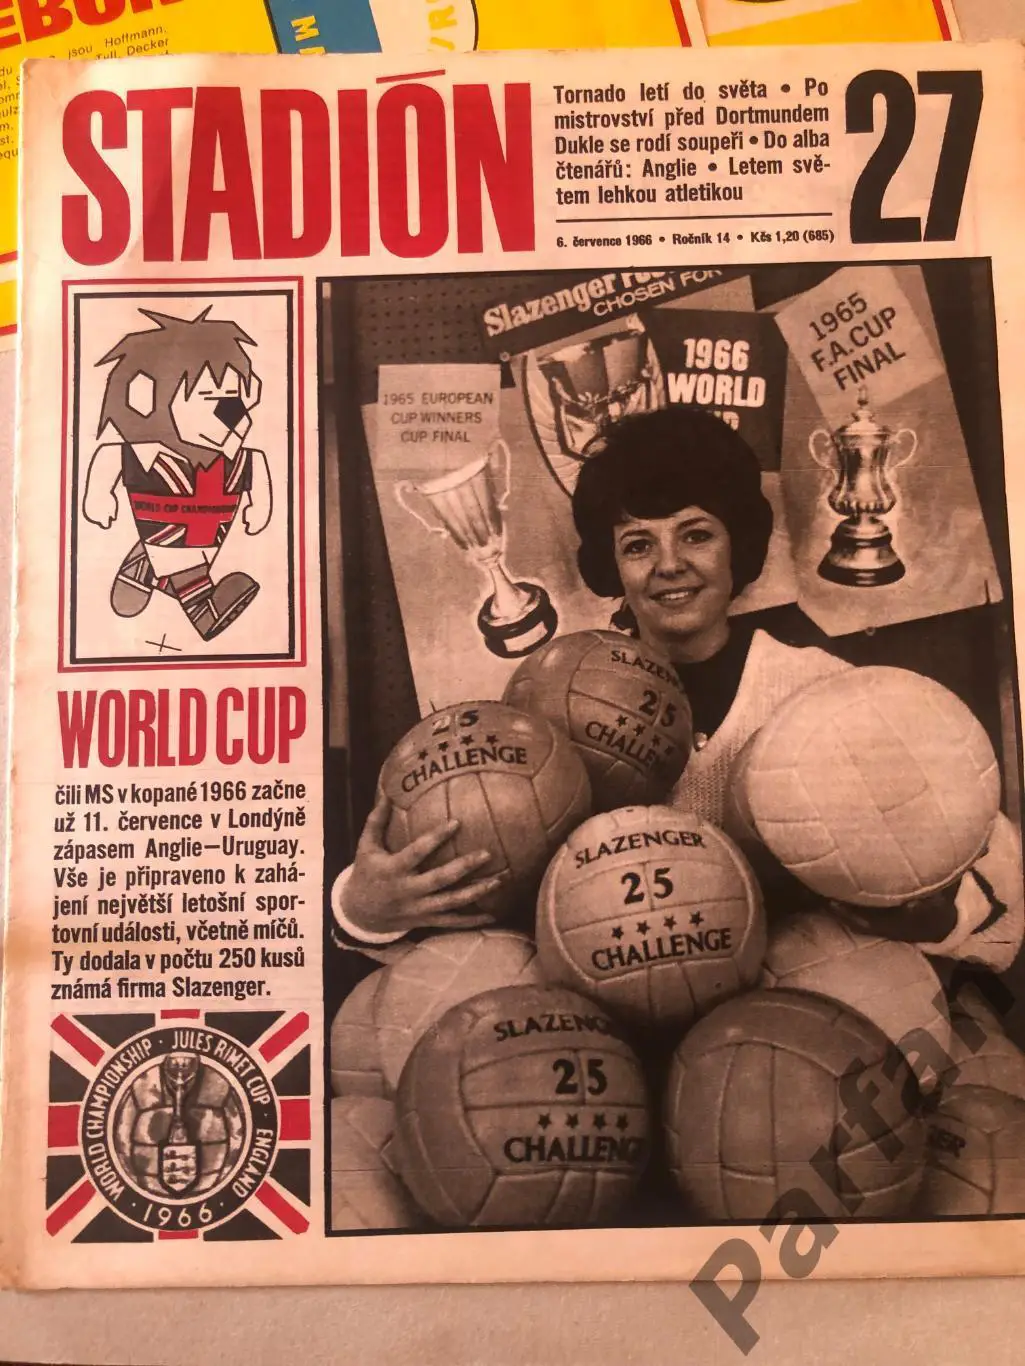 jsou Hoffmann.
Tull, Decker
STADIÓN
Tornado letí do světa • Po
mistrovství před Dortmundem
Dukle se rodí soupeři • Do alba
čtenářů: Anglie • Letem svě-
tem lehkou atletikou
27
6. července 1966 • Ročník 14 • Kčs 1,20 (685)
WORLD CUP CHAMPIONSHIP
WORLD CUP
čili MS v kopané 1966 začne
už 11. července v Londýně
zápasem Anglie—Uruguay.
Vše je připraveno k zahá-
jení největší letošní spor-
tovní události, včetně míčů.
Ty dodala v počtu 250 kusů
známá firma Slazenger.
WORLD CHAMPIONSHIP · JULES RIMET CUP · ENGLAND
· 1966 ·
Slazenger
CHOSEN FOR
1965 EUROPEAN
CUP WINNERS
CUP FINAL
1966
WORLD
1965
F.A. CUP
FINAL
SLAZENGER
25
CHALLENGE
25
CHALLENGE
SLAZENGER
25
CHALLENGE
SLAZENGER
25
CHALLENGE
Parfan